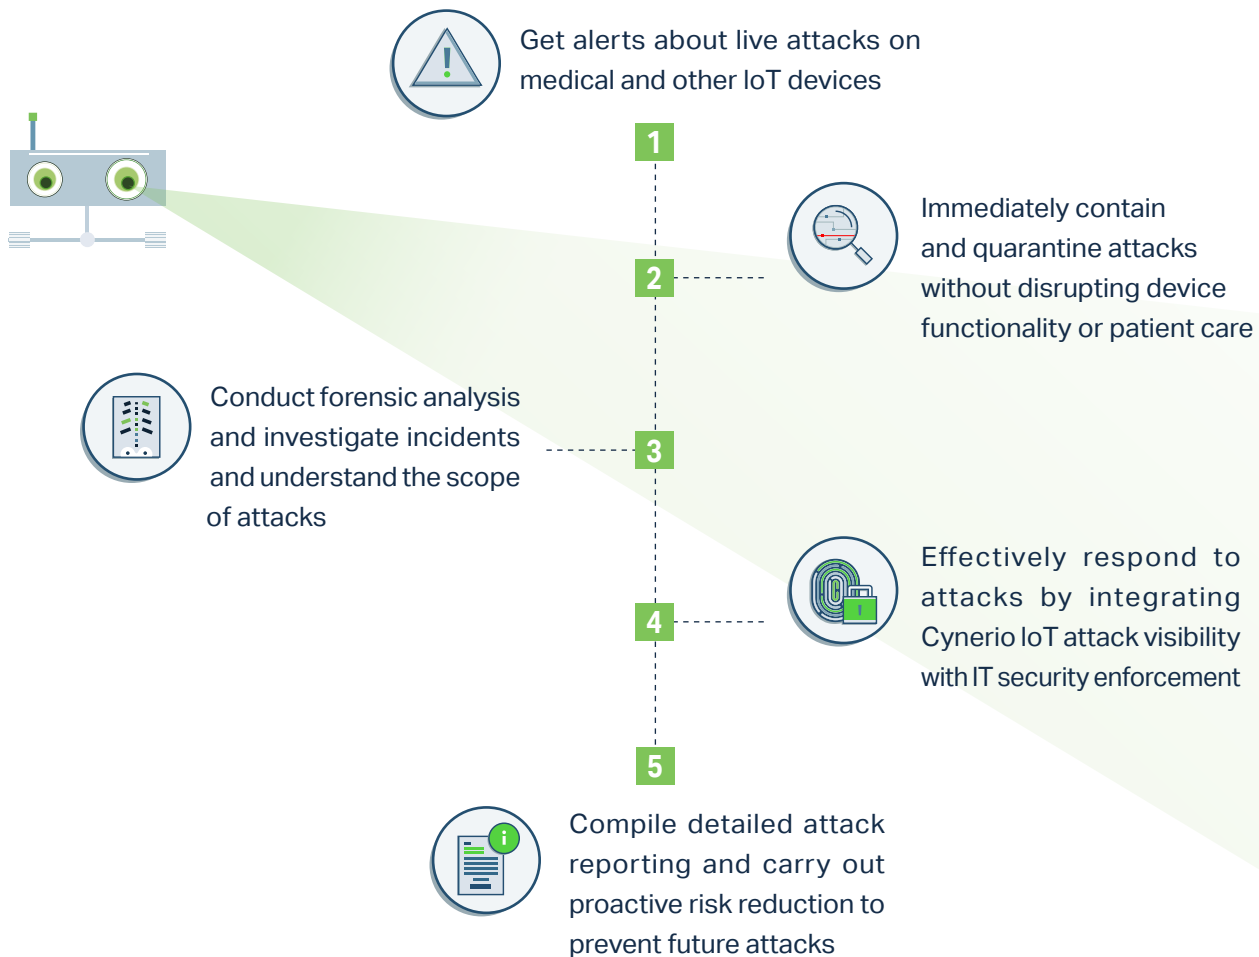 Get alerts about live attacks on
medical and other IoT devices
1
2
Immediately contain
and quarantine attacks
without disrupting device
functionality or patient care
Conduct forensic analysis
and investigate incidents
and understand the scope
of attacks
3
4
Effectively respond to
attacks by integrating
Cynerio IoT attack visibility
with IT security enforcement
5
Compile detailed attack
reporting and carry out
proactive risk reduction to
prevent future attacks